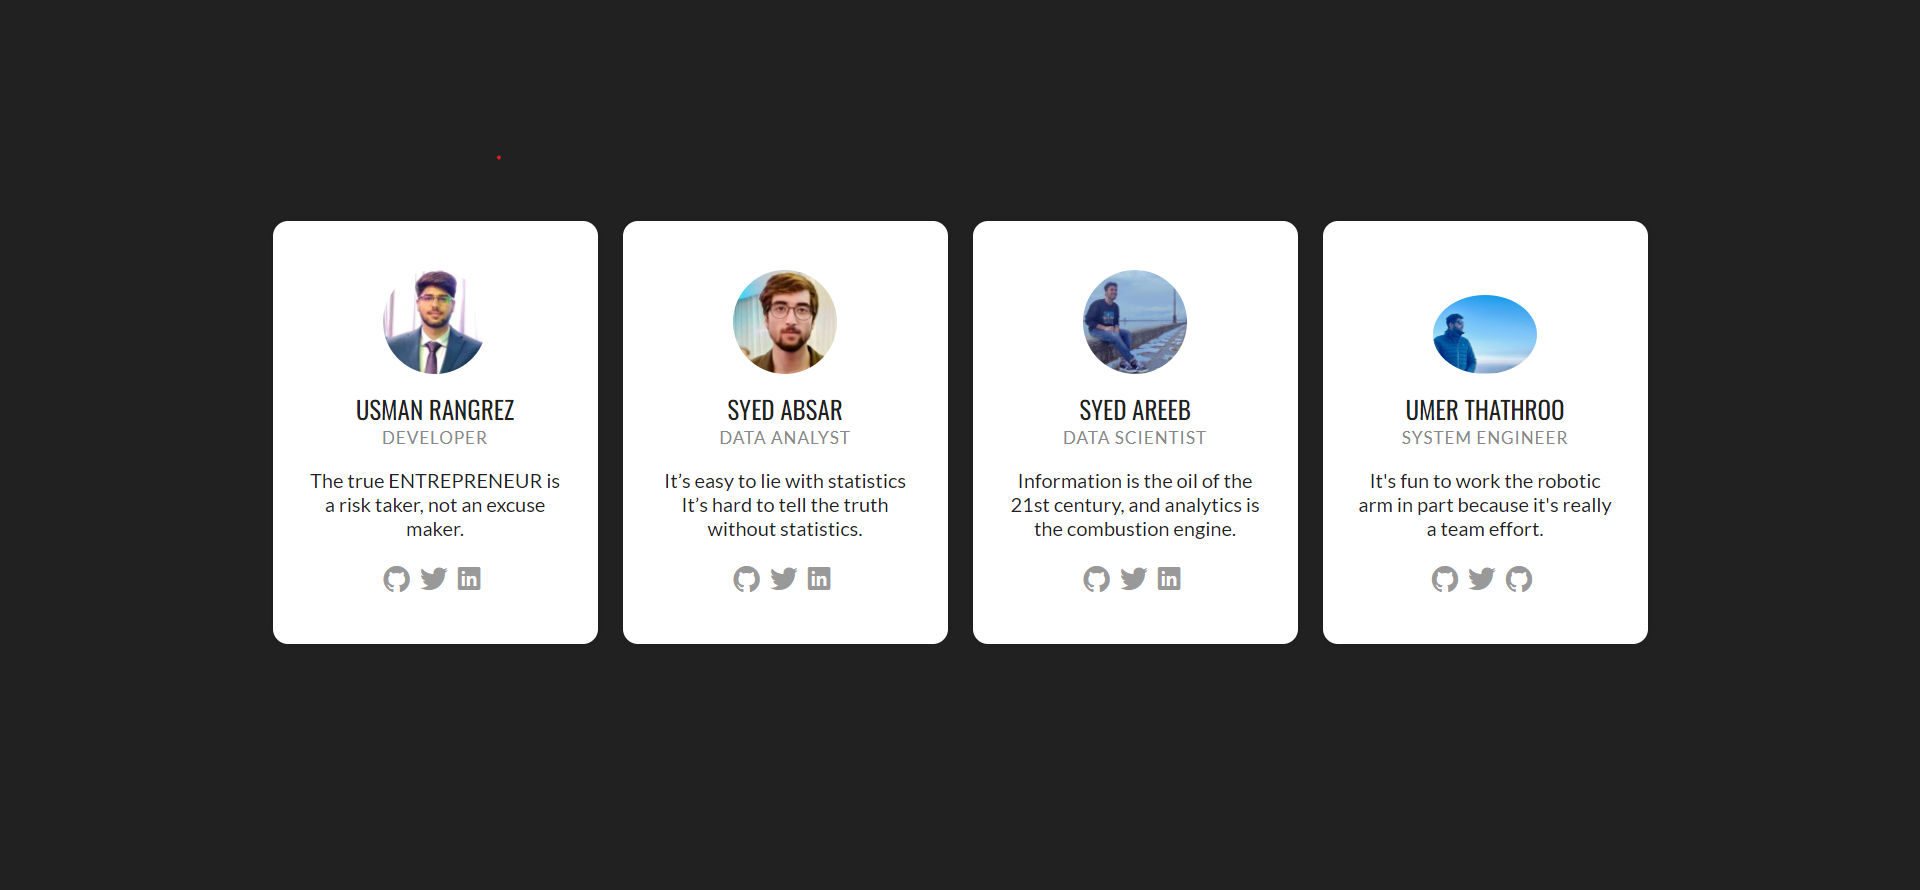 USMAN RANGREZ
DEVELOPER
The true ENTREPRENEUR is
a risk taker, not an excuse
maker.
in
SYED ABSAR
DATA ANALYST
It’s easy to lie with statistics
It’s hard to tell the truth
without statistics.
in
SYED AREEB
DATA SCIENTIST
Information is the oil of the
21st century, and analytics is
the combustion engine.
in
UMER THATHROO
SYSTEM ENGINEER
It's fun to work the robotic
arm in part because it's really
a team effort.